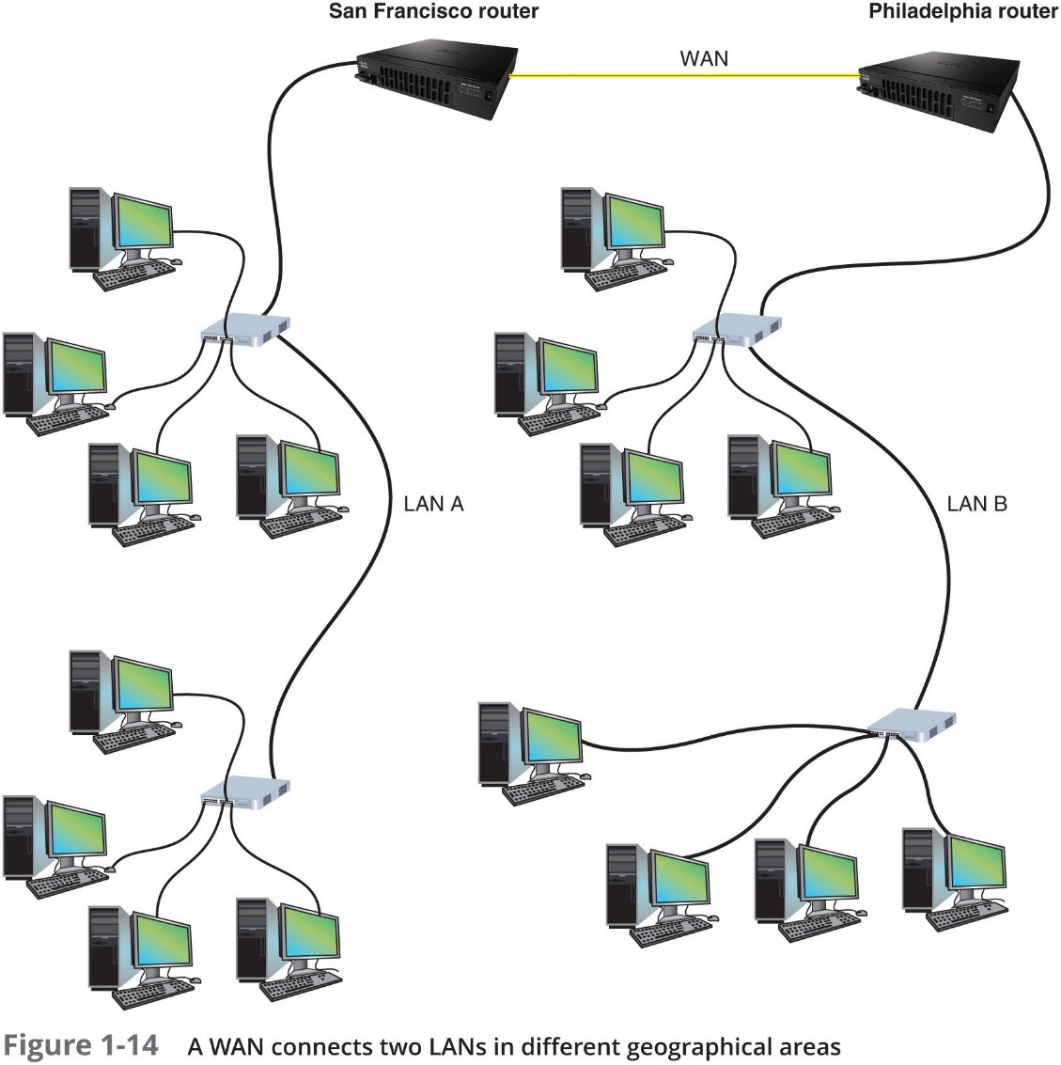 San Francisco router
Philadelphia router
WAN
LAN A
LAN B
Figure 1-14 A WAN connects two LANs in different geographical areas